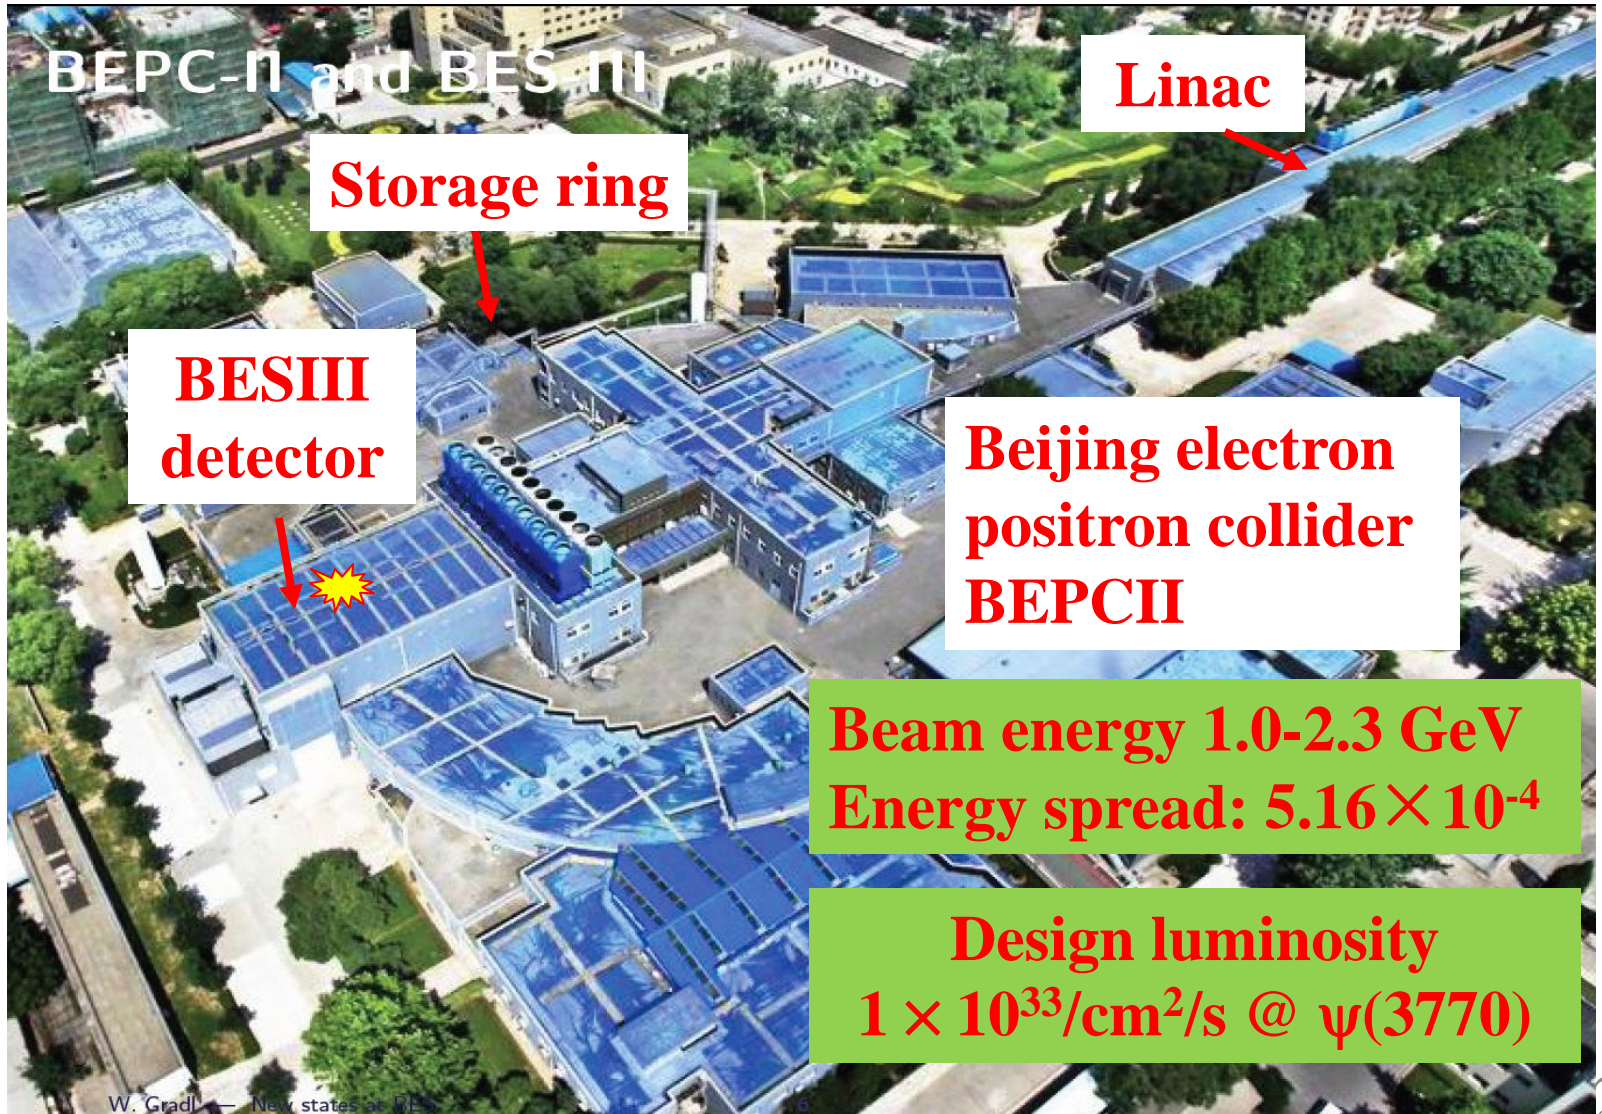 BEPC-II and BES-III
Linac
Storage ring
BESIII
detector
Beijing electron
positron collider
BEPCII
Beam energy 1.0-2.3 GeV
Energy spread: 5.16×10⁻⁴
Design luminosity
1 × 10³³/cm²/s @ ψ(3770)
W. Gradl — New states at BES
6